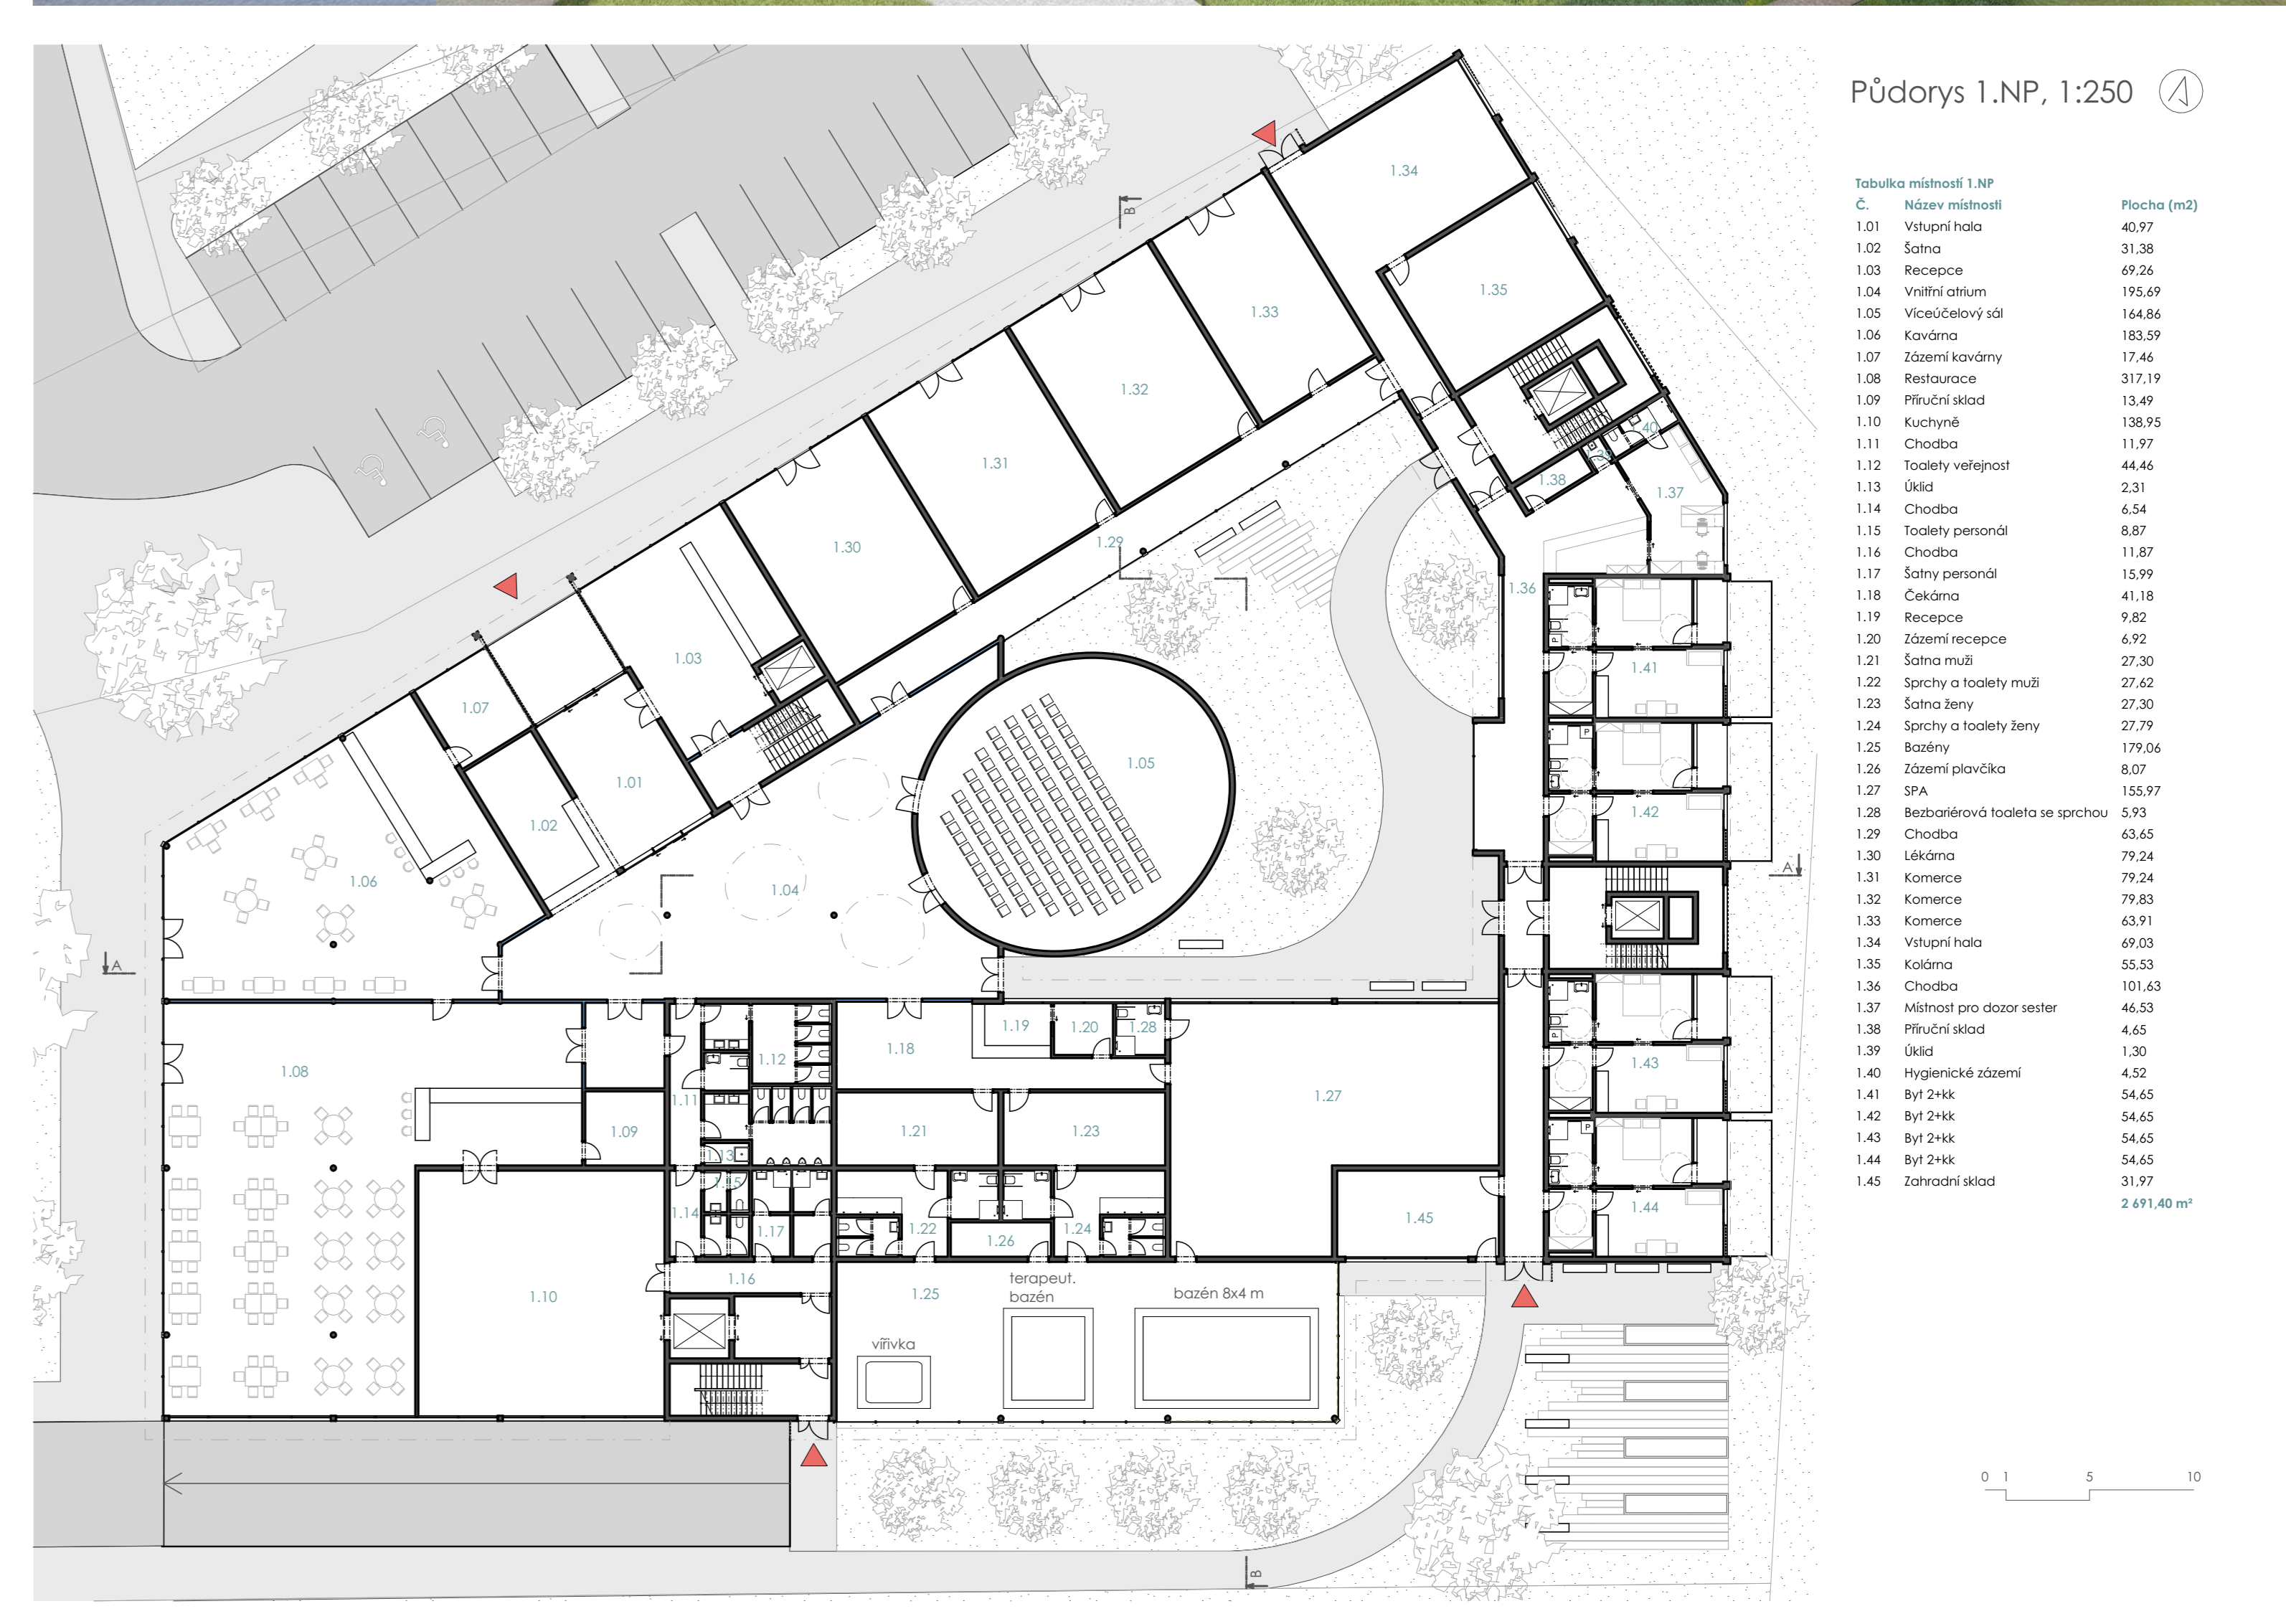 Půdorys 1.NP, 1:250
Tabulka místností 1.NP
Č. Název místnosti Plocha (m2)
1.01 Vstupní hala 40,97
1.02 Šatna 31,38
1.03 Recepce 69,26
1.04 Vnitřní atrium 195,69
1.05 Víceúčelový sál 164,86
1.06 Kavárna 183,59
1.07 Zázemí kavárny 17,46
1.08 Restaurace 317,19
1.09 Příruční sklad 13,49
1.10 Kuchyně 138,95
1.11 Chodba 11,97
1.12 Toalety veřejnost 44,46
1.13 Úklid 2,31
1.14 Chodba 6,54
1.15 Toalety personál 8,87
1.16 Chodba 11,87
1.17 Šatny personál 15,99
1.18 Čekárna 41,18
1.19 Recepce 9,82
1.20 Zázemí recepce 6,92
1.21 Šatna muži 27,30
1.22 Sprchy a toalety muži 27,62
1.23 Šatna ženy 27,30
1.24 Sprchy a toalety ženy 27,79
1.25 Bazény 179,06
1.26 Zázemí plavčíka 8,07
1.27 SPA 155,97
1.28 Bezbariérová toaleta se sprchou 5,93
1.29 Chodba 63,65
1.30 Lékárna 79,24
1.31 Komerce 79,24
1.32 Komerce 79,83
1.33 Komerce 63,91
1.34 Vstupní hala 69,03
1.35 Kolárna 55,53
1.36 Chodba 101,63
1.37 Místnost pro dozor sester 46,53
1.38 Příruční sklad 4,65
1.39 Úklid 1,30
1.40 Hygienické zázemí 4,52
1.41 Byt 2+kk 54,65
1.42 Byt 2+kk 54,65
1.43 Byt 2+kk 54,65
1.44 Byt 2+kk 54,65
1.45 Zahradní sklad 31,97
2 691,40 m²
1.34
B
1.35
1.33
1.32
1.40
1.39
1.31
1.38
1.37
1.29
1.30
1.36
1.03
1.41
1.07
1.05
1.01
1.42
1.02
A
1.06
1.04
A
1.19
1.20
1.28
1.18
1.12
1.08
1.43
1.27
1.11
1.09
1.21
1.23
1.13
1.15
1.14
1.17
1.22
1.24
1.26
1.45
1.44
P
P
P
P
1.16
1.10
1.25
terapeut.
bazén
bazén 8x4 m
vířivka
0 1 5 10
B